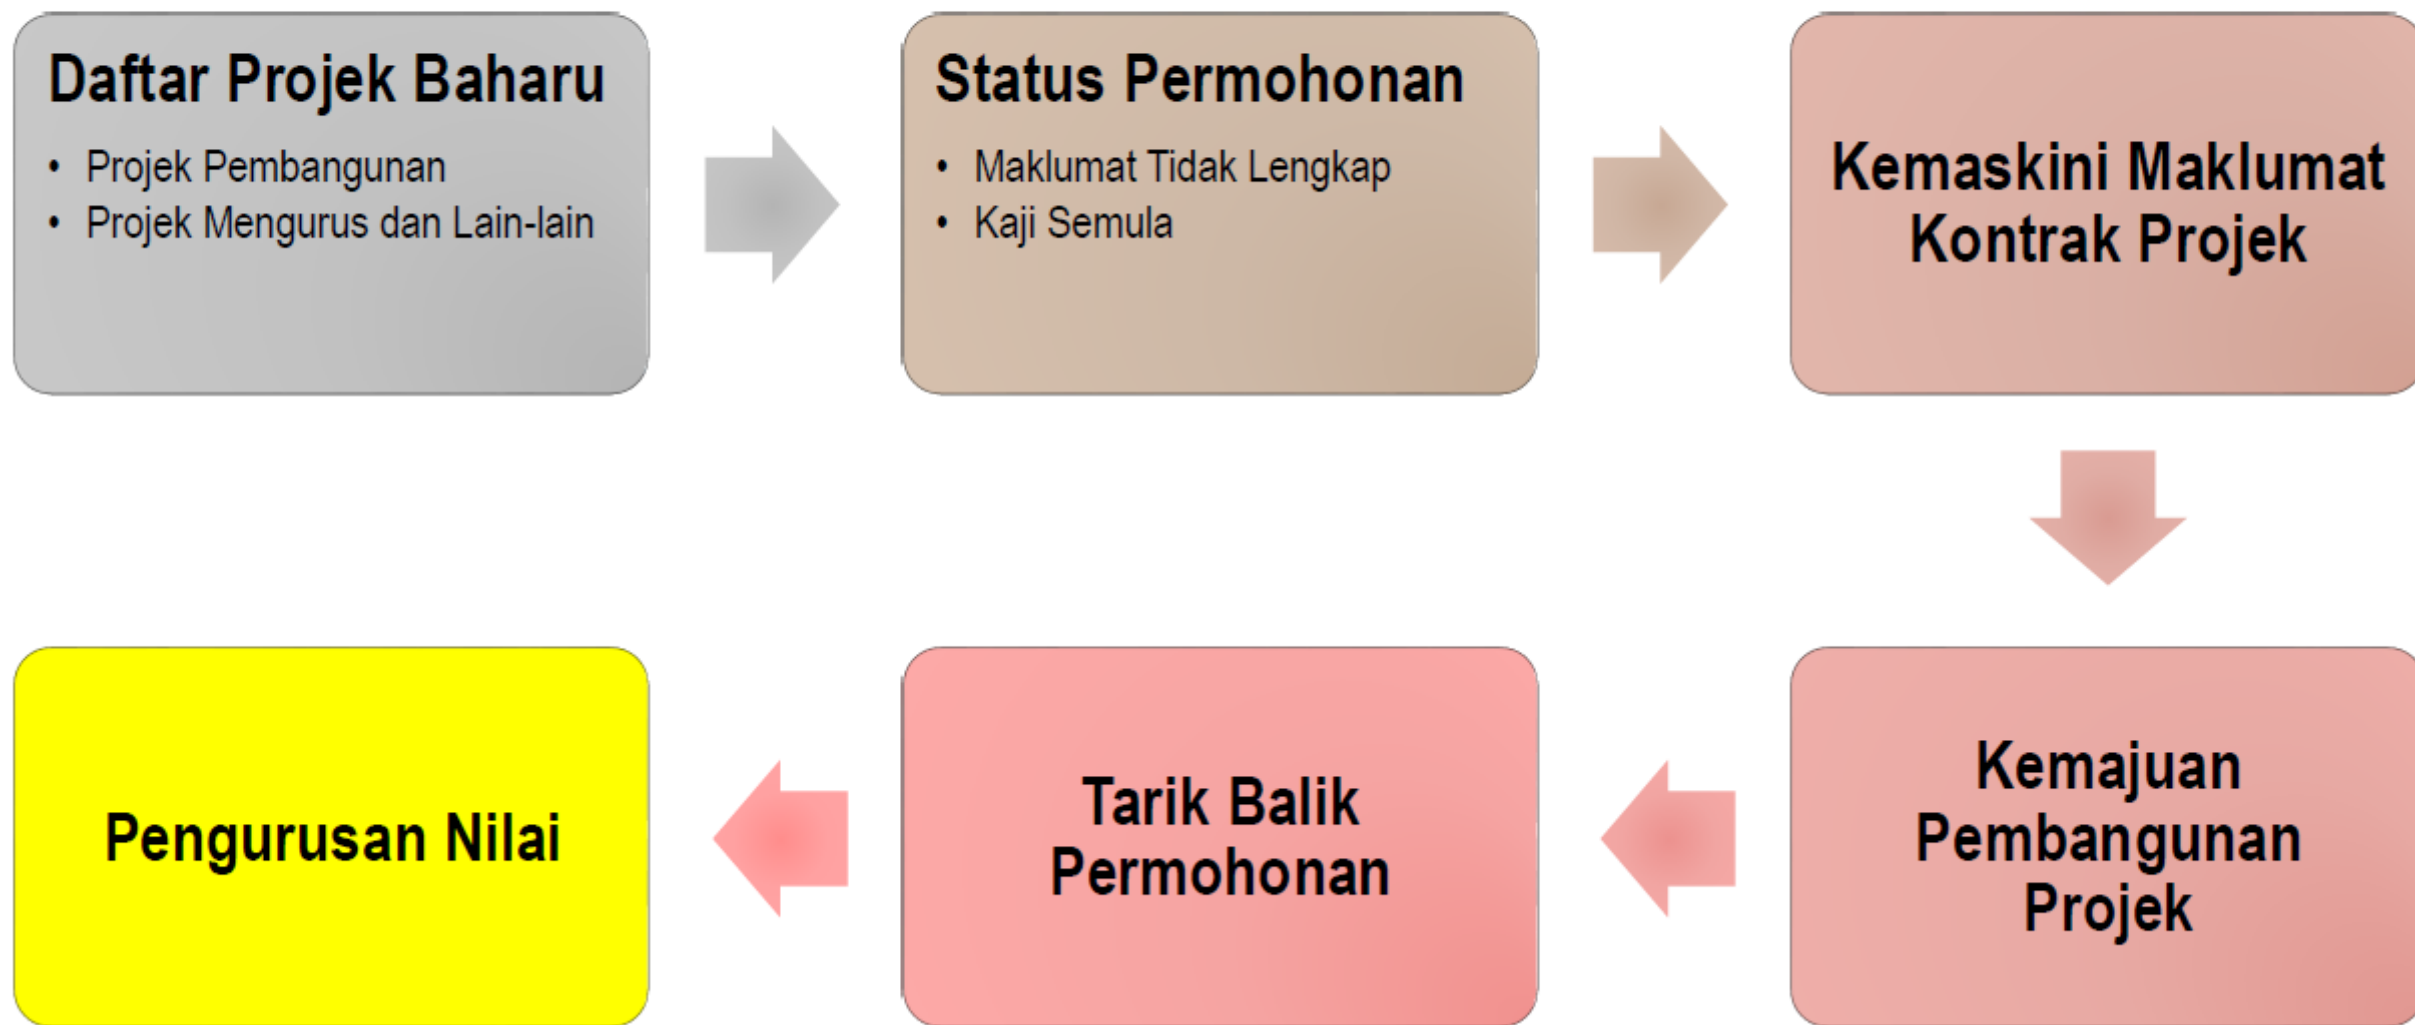 Daftar Projek Baharu
• Projek Pembangunan
• Projek Mengurus dan Lain-lain
Status Permohonan
• Maklumat Tidak Lengkap
• Kaji Semula
Kemaskini Maklumat
Kontrak Projek
Kemajuan
Pembangunan
Projek
Tarik Balik
Permohonan
Pengurusan Nilai